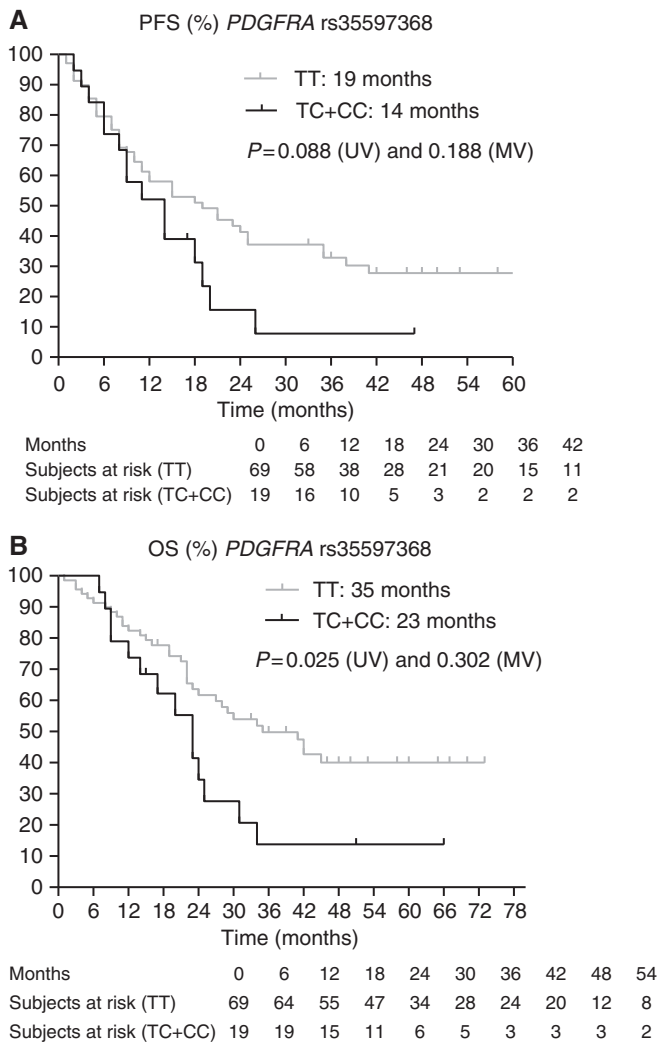 A
PFS (%) PDGFRA rs35597368
100
90
80
70
60
50
40
30
20
10
0
TT: 19 months
TC+CC: 14 months
P=0.088 (UV) and 0.188 (MV)
0 6 12 18 24 30 36 42 48 54 60
Time (months)
Months 0 6 12 18 24 30 36 42
Subjects at risk (TT) 69 58 38 28 21 20 15 11
Subjects at risk (TC+CC) 19 16 10 5 3 2 2 2
B
OS (%) PDGFRA rs35597368
100
90
80
70
60
50
40
30
20
10
0
TT: 35 months
TC+CC: 23 months
P=0.025 (UV) and 0.302 (MV)
0 6 12 18 24 30 36 42 48 54 60 66 72 78
Time (months)
Months 0 6 12 18 24 30 36 42 48 54
Subjects at risk (TT) 69 64 55 47 34 28 24 20 12 8
Subjects at risk (TC+CC) 19 19 15 11 6 5 3 3 3 2